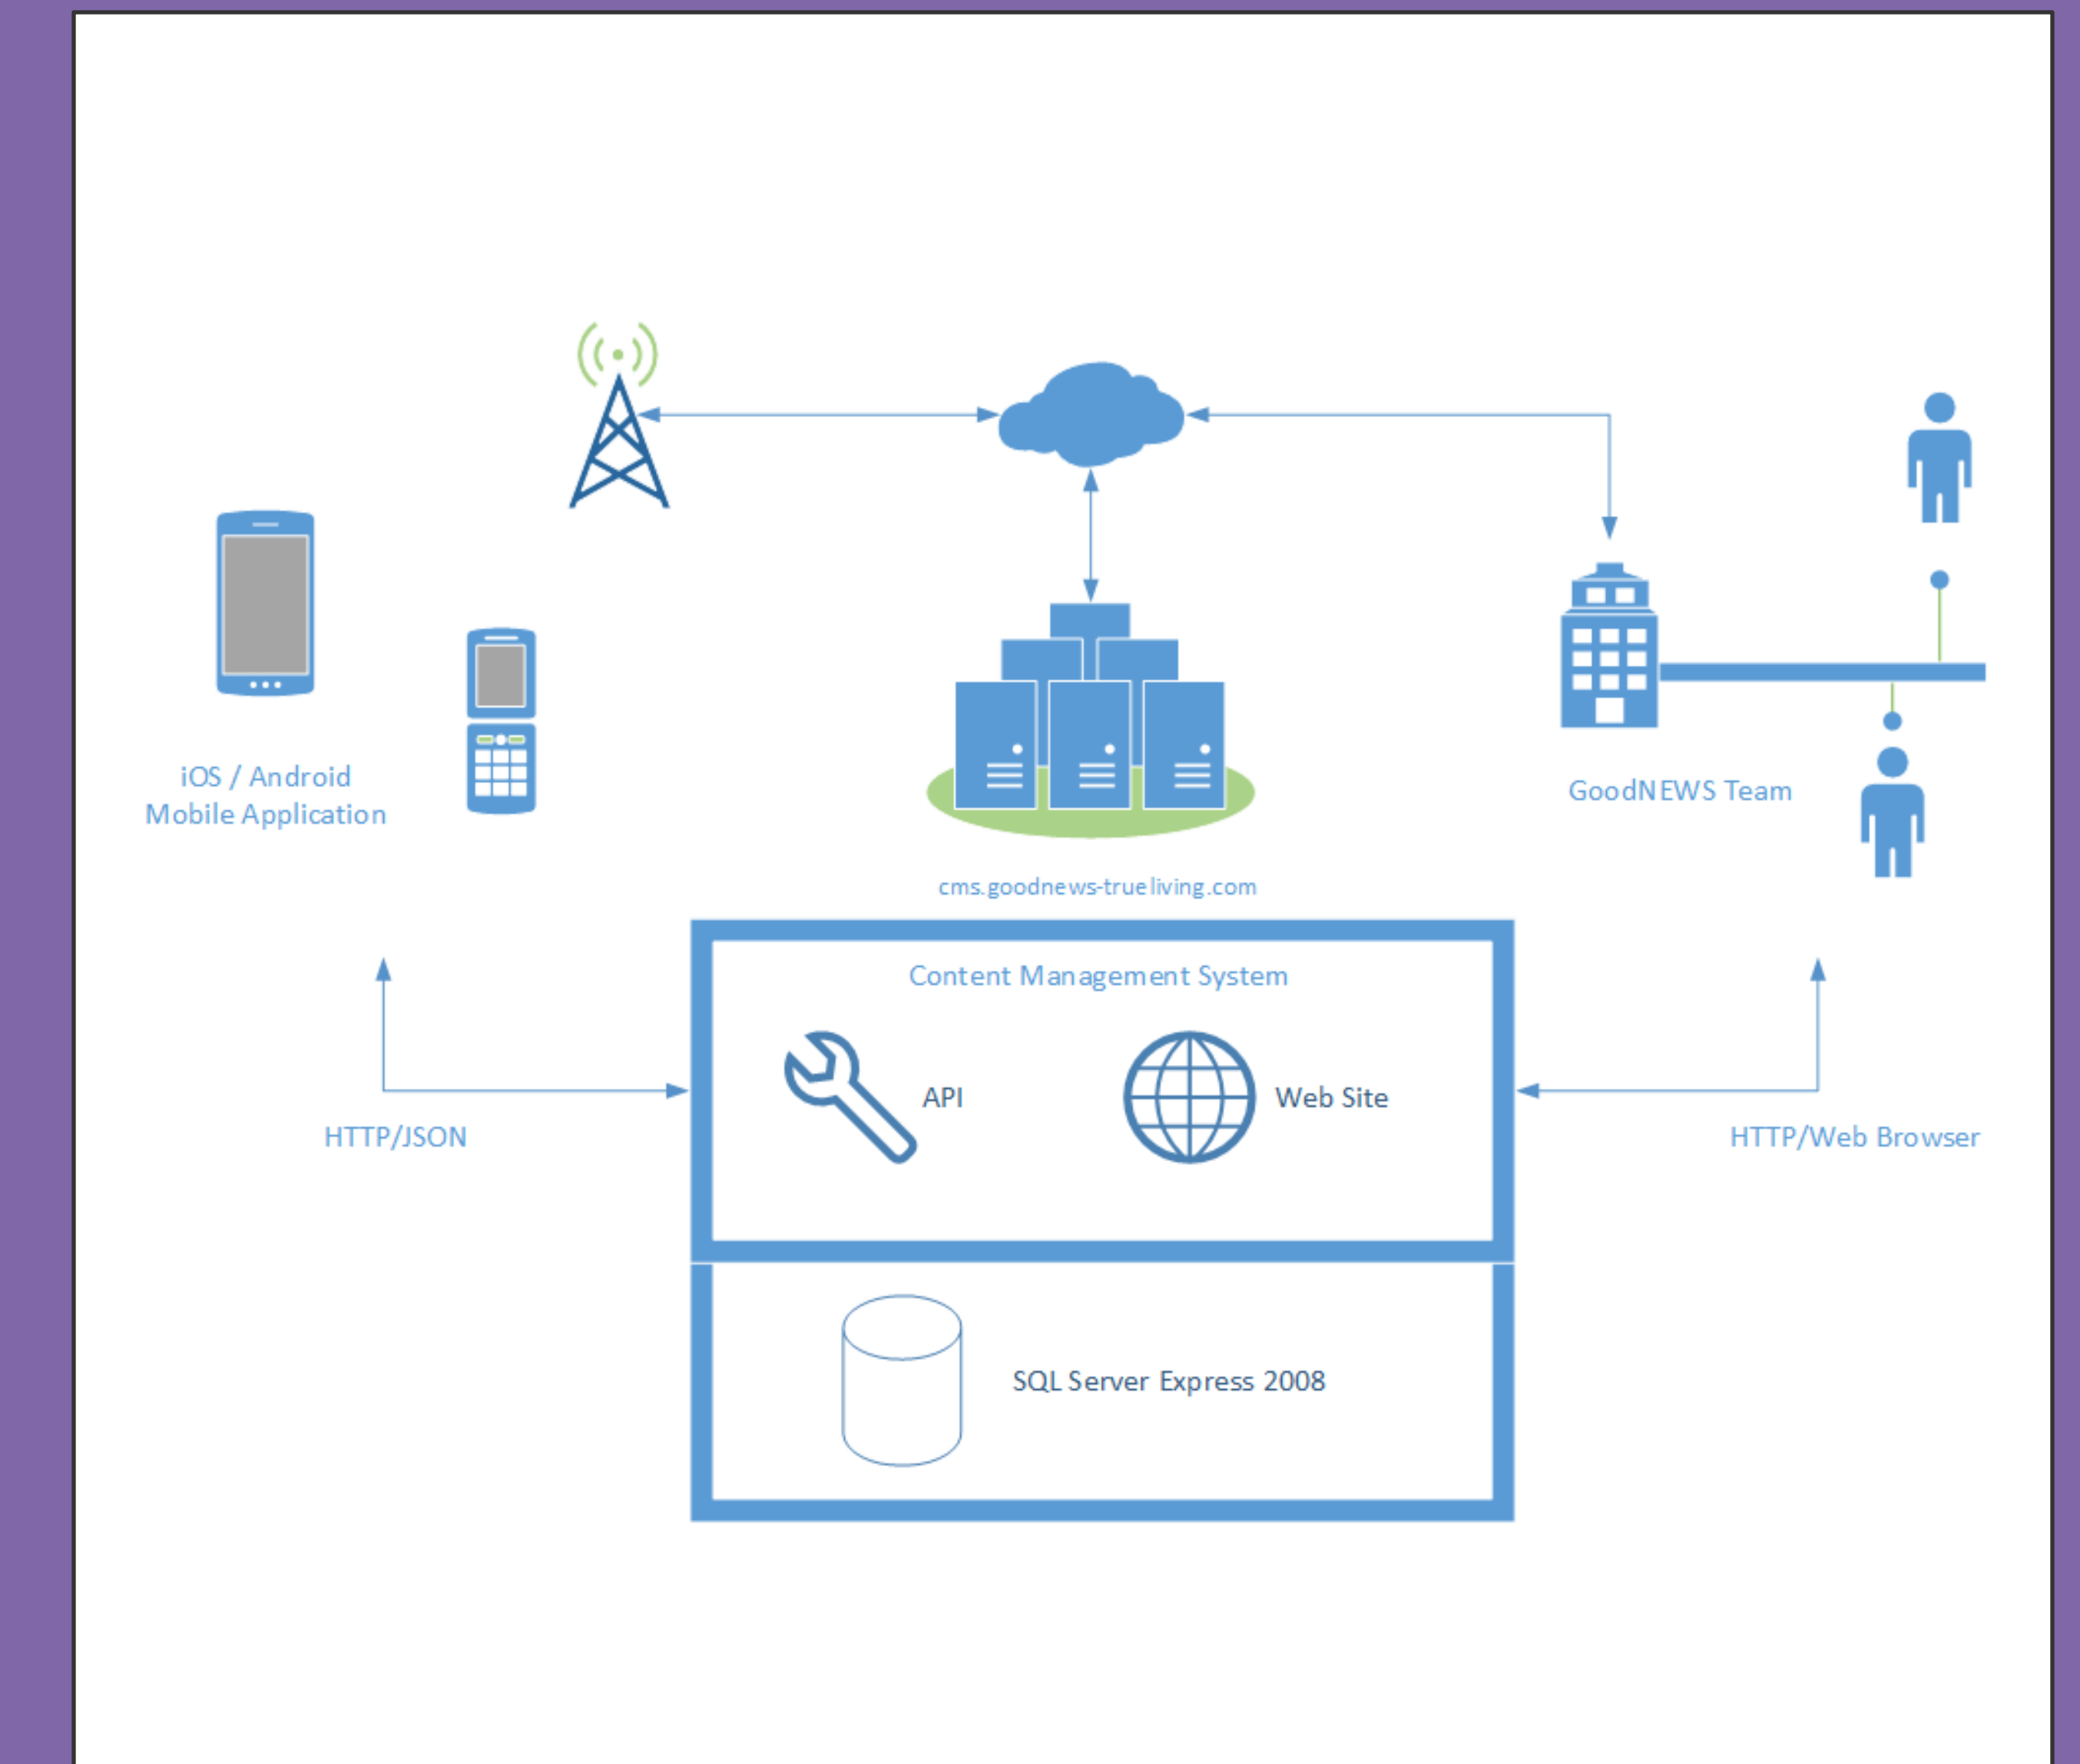 iOS / Android
Mobile Application
GoodNEWS Team
cms.goodnews-trueliving.com
Content Management System
API
Web Site
HTTP/JSON
HTTP/Web Browser
SQL Server Express 2008